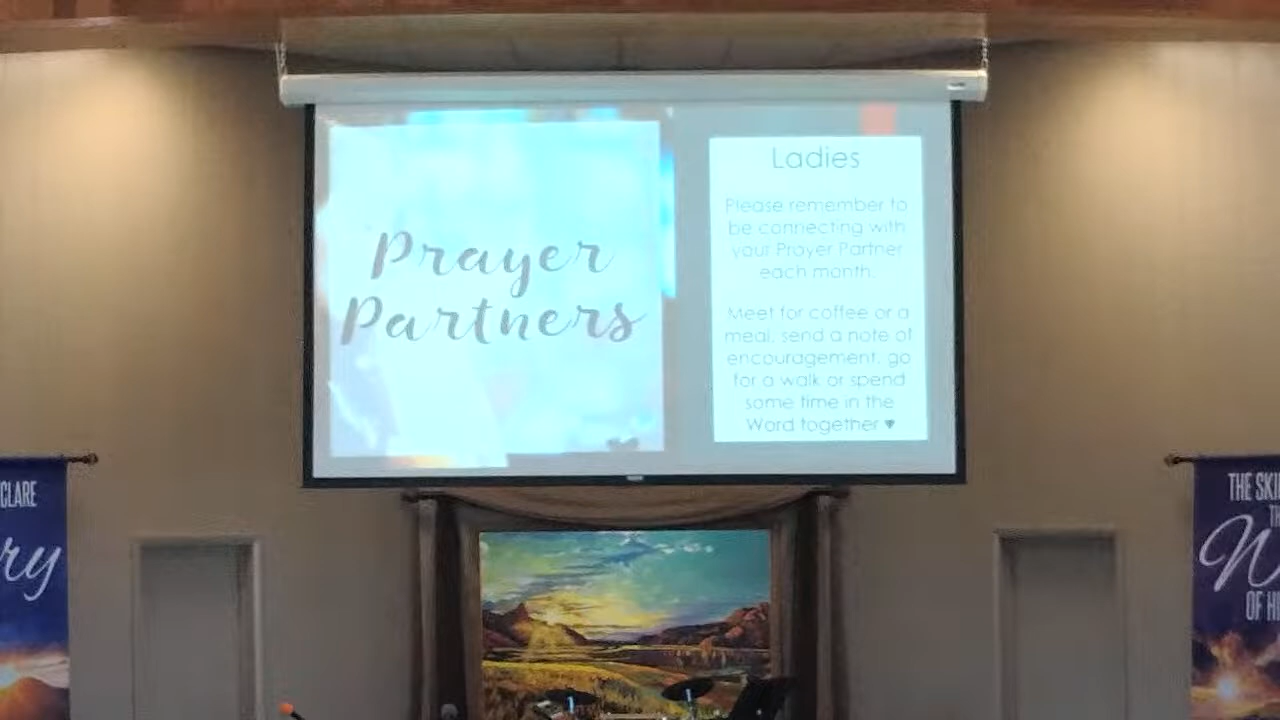 Prayer
Partners
Ladies
Please remember to
be connecting with
your Prayer Partner
each month.
Meet for coffee or a
meal, send a note of
encouragement, go
for a walk or spend
some time in the
Word together ♥
CLARE
ry
THE SKI
W
OF H